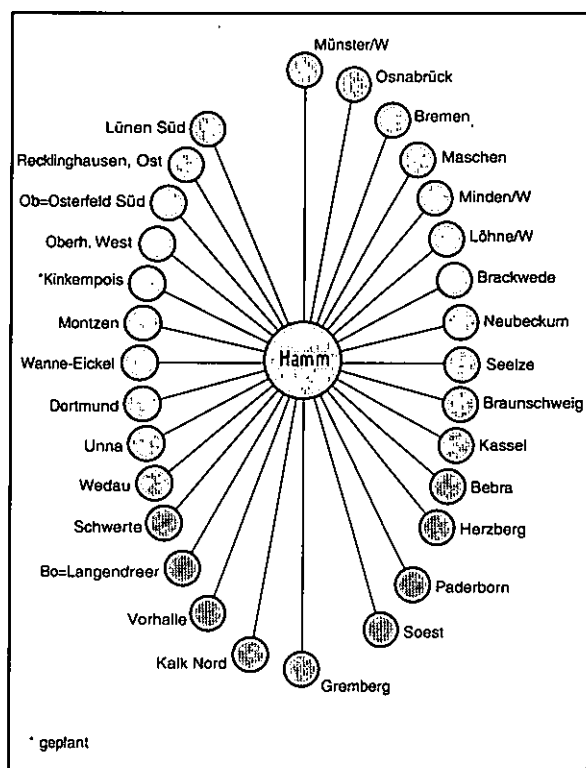 Münster/W
Osnabrück
Bremen
Lünen Süd
Maschen
Recklinghausen, Ost
Minden/W
Ob=Osterfeld Süd
Löhne/W
Oberh. West
*Kinkempois
Brackwede
Montzen
Neubeckum
Hamm
Wanne-Eickel
Seelze
Dortmund
Braunschweig
Unna
Kassel
Wedau
Bebra
Schwerte
Herzberg
Bo=Langendreer
Paderborn
Vorhalle
Soest
Kalk Nord
Gremberg
* geplant